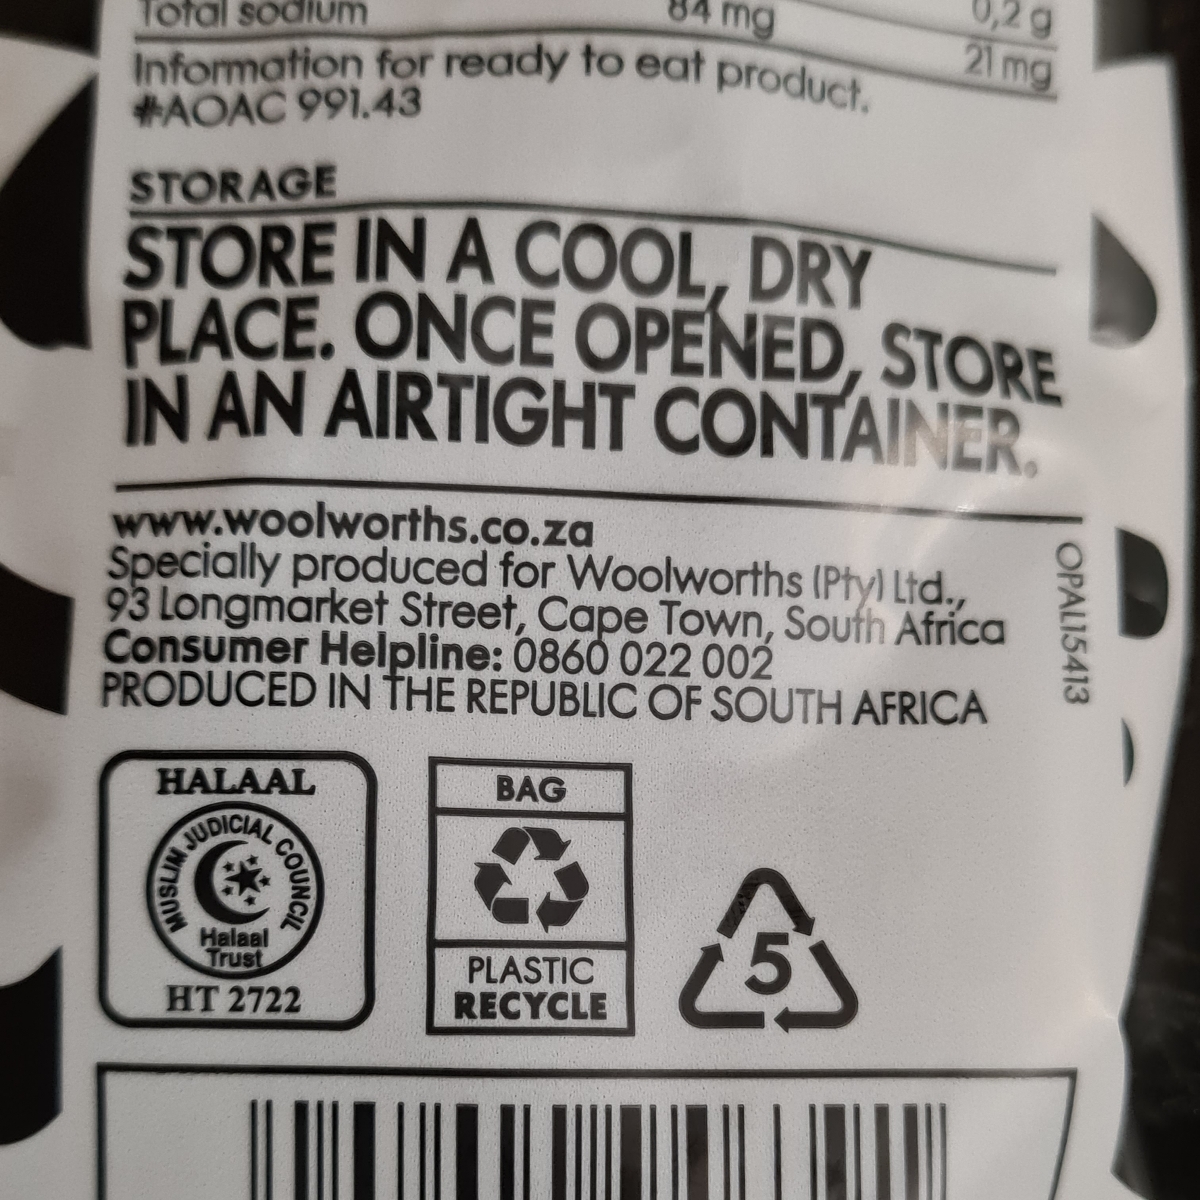 Total sodium 84 mg 0,2 g
21 mg
Information for ready to eat product.
#AOAC 991.43
STORAGE
STORE IN A COOL, DRY
PLACE. ONCE OPENED, STORE
IN AN AIRTIGHT CONTAINER.
www.woolworths.co.za
Specially produced for Woolworths (Pty) Ltd.,
93 Longmarket Street, Cape Town, South Africa
Consumer Helpline: 0860 022 002
PRODUCED IN THE REPUBLIC OF SOUTH AFRICA
OPAL15413
HALAAL
MUSLIM JUDICIAL COUNCIL
Halaal
Trust
HT 2722
BAG
PLASTIC
RECYCLE
5